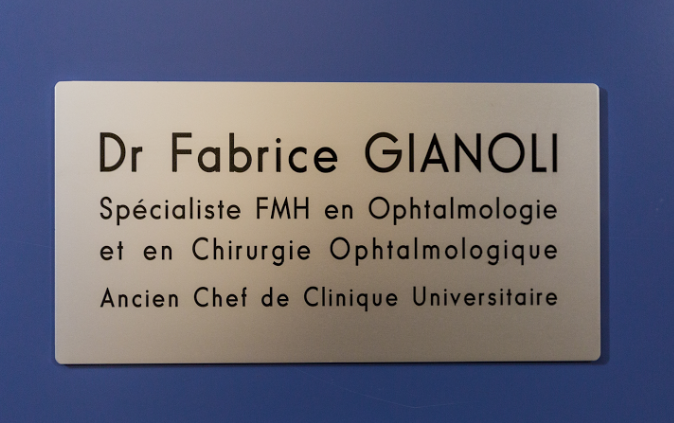 Dr Fabrice GIANOLI
Spécialiste FMH en Ophtalmologie
et en Chirurgie Ophtalmologique
Ancien Chef de Clinique Universitaire